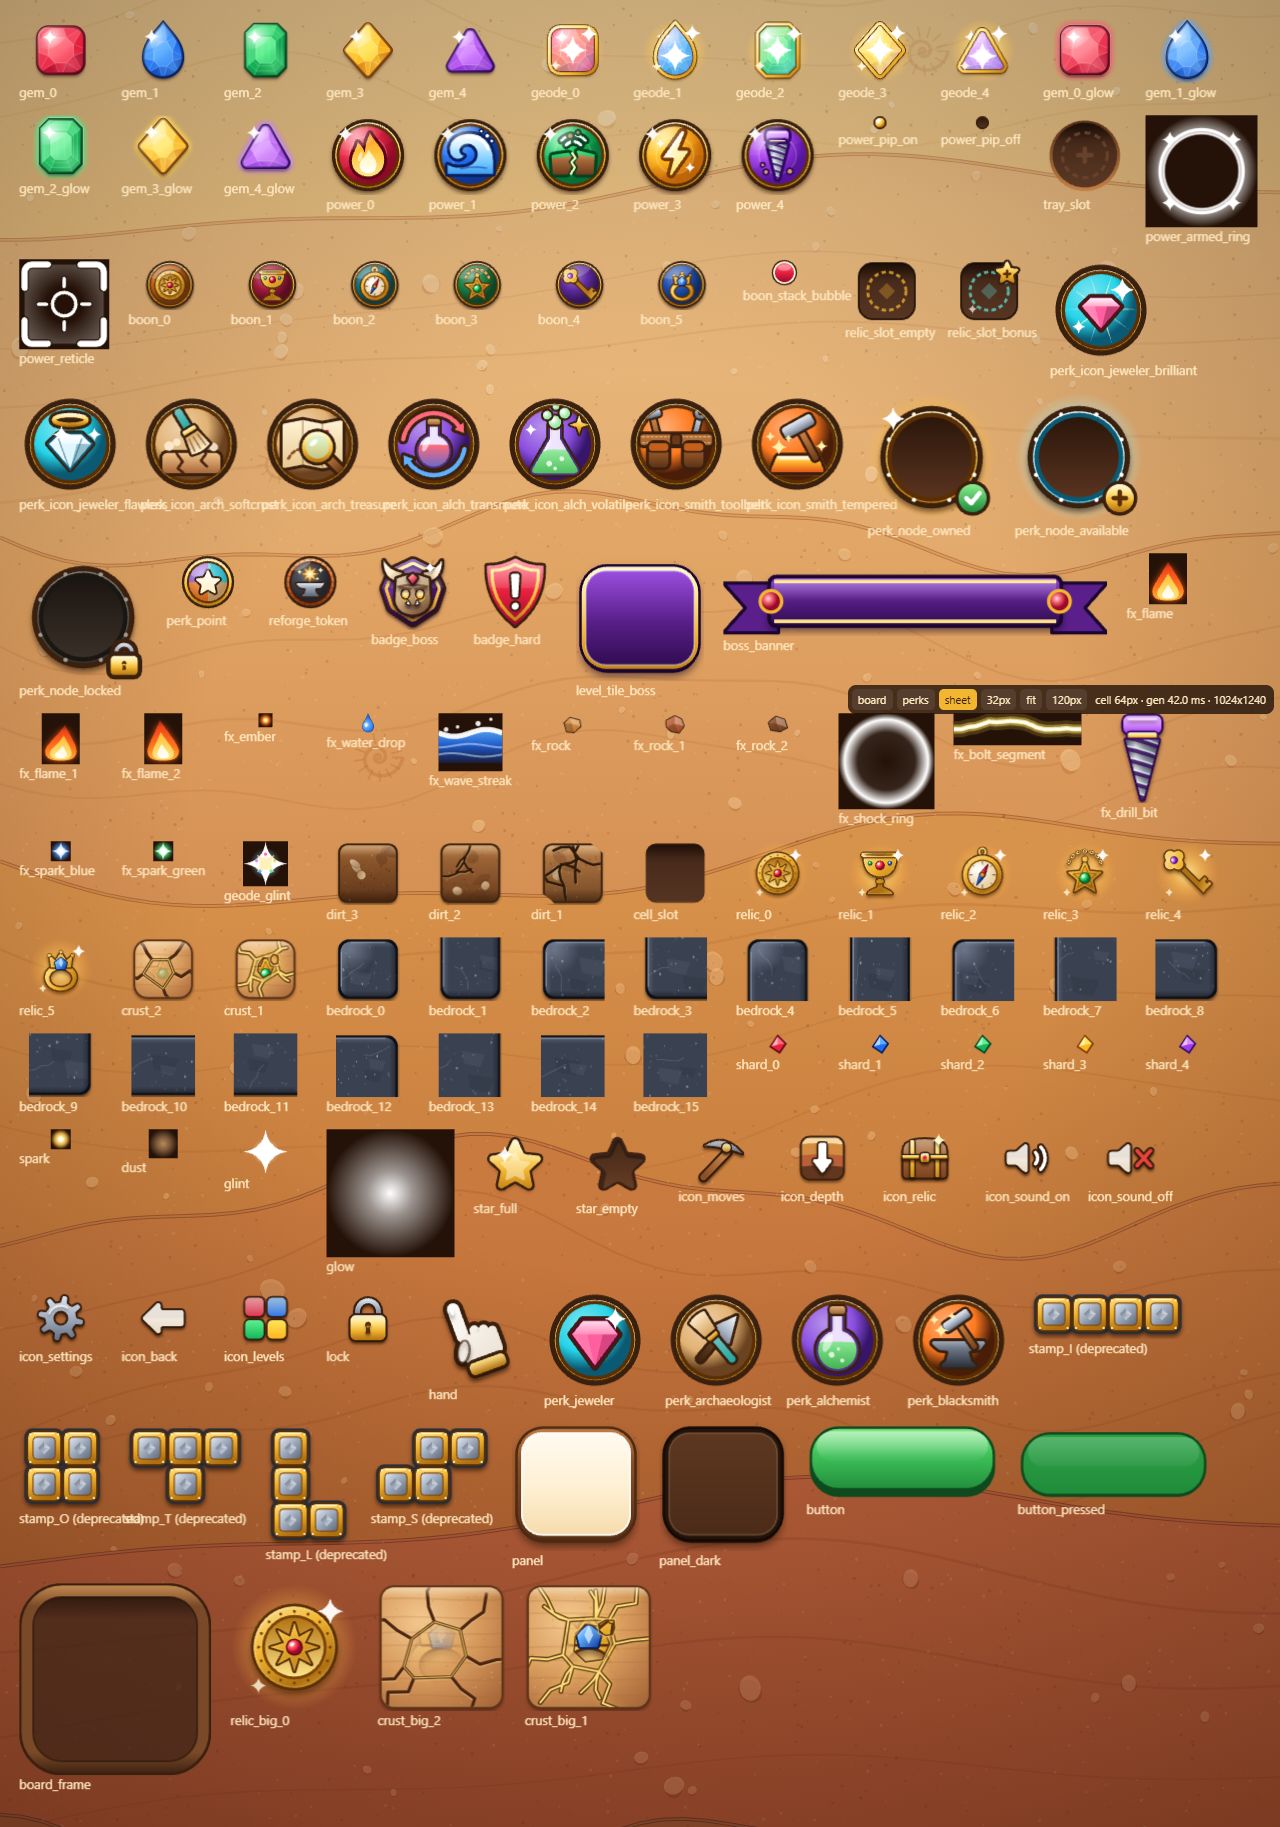 gem_0 gem_1 gem_2 gem_3 gem_4 geode_0 geode_1 geode_2 geode_3 geode_4 gem_0_glow gem_1_glow
gem_2_glow gem_3_glow gem_4_glow power_0 power_1 power_2 power_3 power_4 power_pip_on power_pip_off tray_slot power_armed_ring
power_reticle boon_0 boon_1 boon_2 boon_3 boon_4 boon_5 boon_stack_bubble relic_slot_empty relic_slot_bonus perk_icon_jeweler_brilliant
perk_icon_arch_softcrust perk_icon_smith_tempered perk_node_owned perk_node_available
perk_node_locked perk_point reforge_token badge_boss badge_hard level_tile_boss boss_banner fx_flame
board perks sheet 32px fit 120px cell 64px · gen 42.0 ms · 1024x1240
fx_flame_1 fx_flame_2 fx_ember fx_water_drop fx_wave_streak fx_rock fx_rock_1 fx_rock_2 fx_shock_ring fx_bolt_segment fx_drill_bit
fx_spark_blue fx_spark_green geode_glint dirt_3 dirt_2 dirt_1 cell_slot relic_0 relic_1 relic_2 relic_3 relic_4
relic_5 crust_2 crust_1 bedrock_0 bedrock_1 bedrock_2 bedrock_3 bedrock_4 bedrock_5 bedrock_6 bedrock_7 bedrock_8
bedrock_9 bedrock_10 bedrock_11 bedrock_12 bedrock_13 bedrock_14 bedrock_15 shard_0 shard_1 shard_2 shard_3 shard_4
spark dust glint glow star_full star_empty icon_moves icon_depth icon_relic icon_sound_on icon_sound_off
icon_settings icon_back icon_levels lock hand perk_jeweler perk_archaeologist perk_alchemist perk_blacksmith stamp_I (deprecated)
stamp_O (deprecated) stamp_T (deprecated) stamp_L (deprecated) stamp_S (deprecated) panel panel_dark button button_pressed
board_frame relic_big_0 crust_big_2 crust_big_1